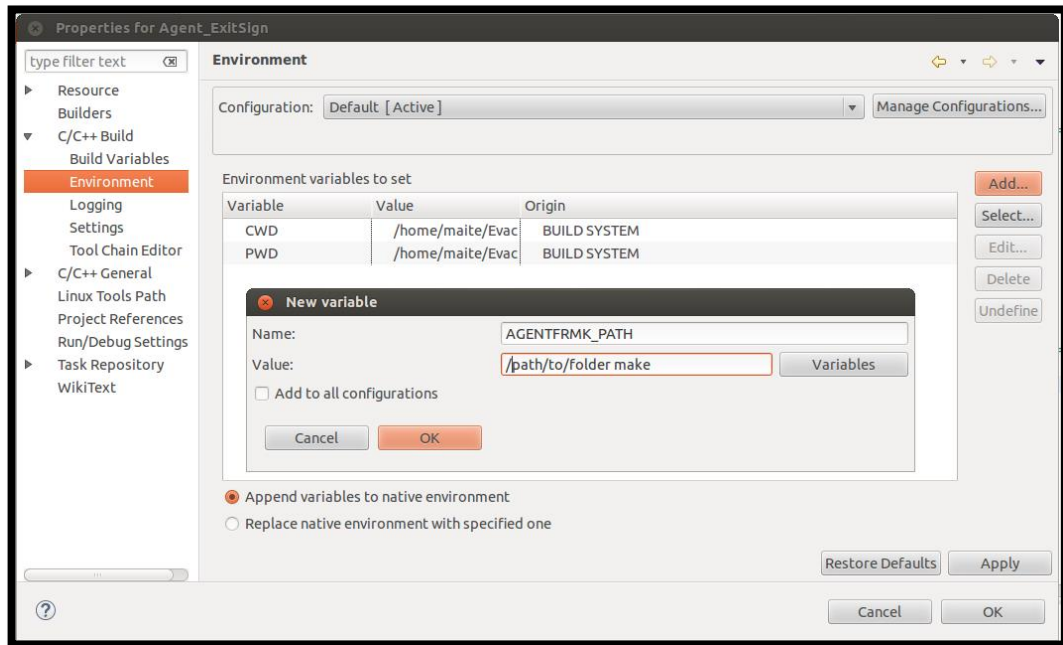 Properties for Agent_ExitSign
type filter text
Resource
Builders
C/C++ Build
Build Variables
Environment
Logging
Settings
Tool Chain Editor
C/C++ General
Linux Tools Path
Project References
Run/Debug Settings
Task Repository
WikiText
Environment
Configuration: Default [ Active ] Manage Configurations...
Environment variables to set
Variable Value Origin
CWD /home/maite/Evac BUILD SYSTEM
PWD /home/maite/Evac BUILD SYSTEM
Add...
Select...
Edit...
Delete
Undefine
New variable
Name: AGENTFRMK_PATH
Value: /path/to/folder make Variables
Add to all configurations
Cancel OK
Append variables to native environment
Replace native environment with specified one
Restore Defaults Apply
? Cancel OK